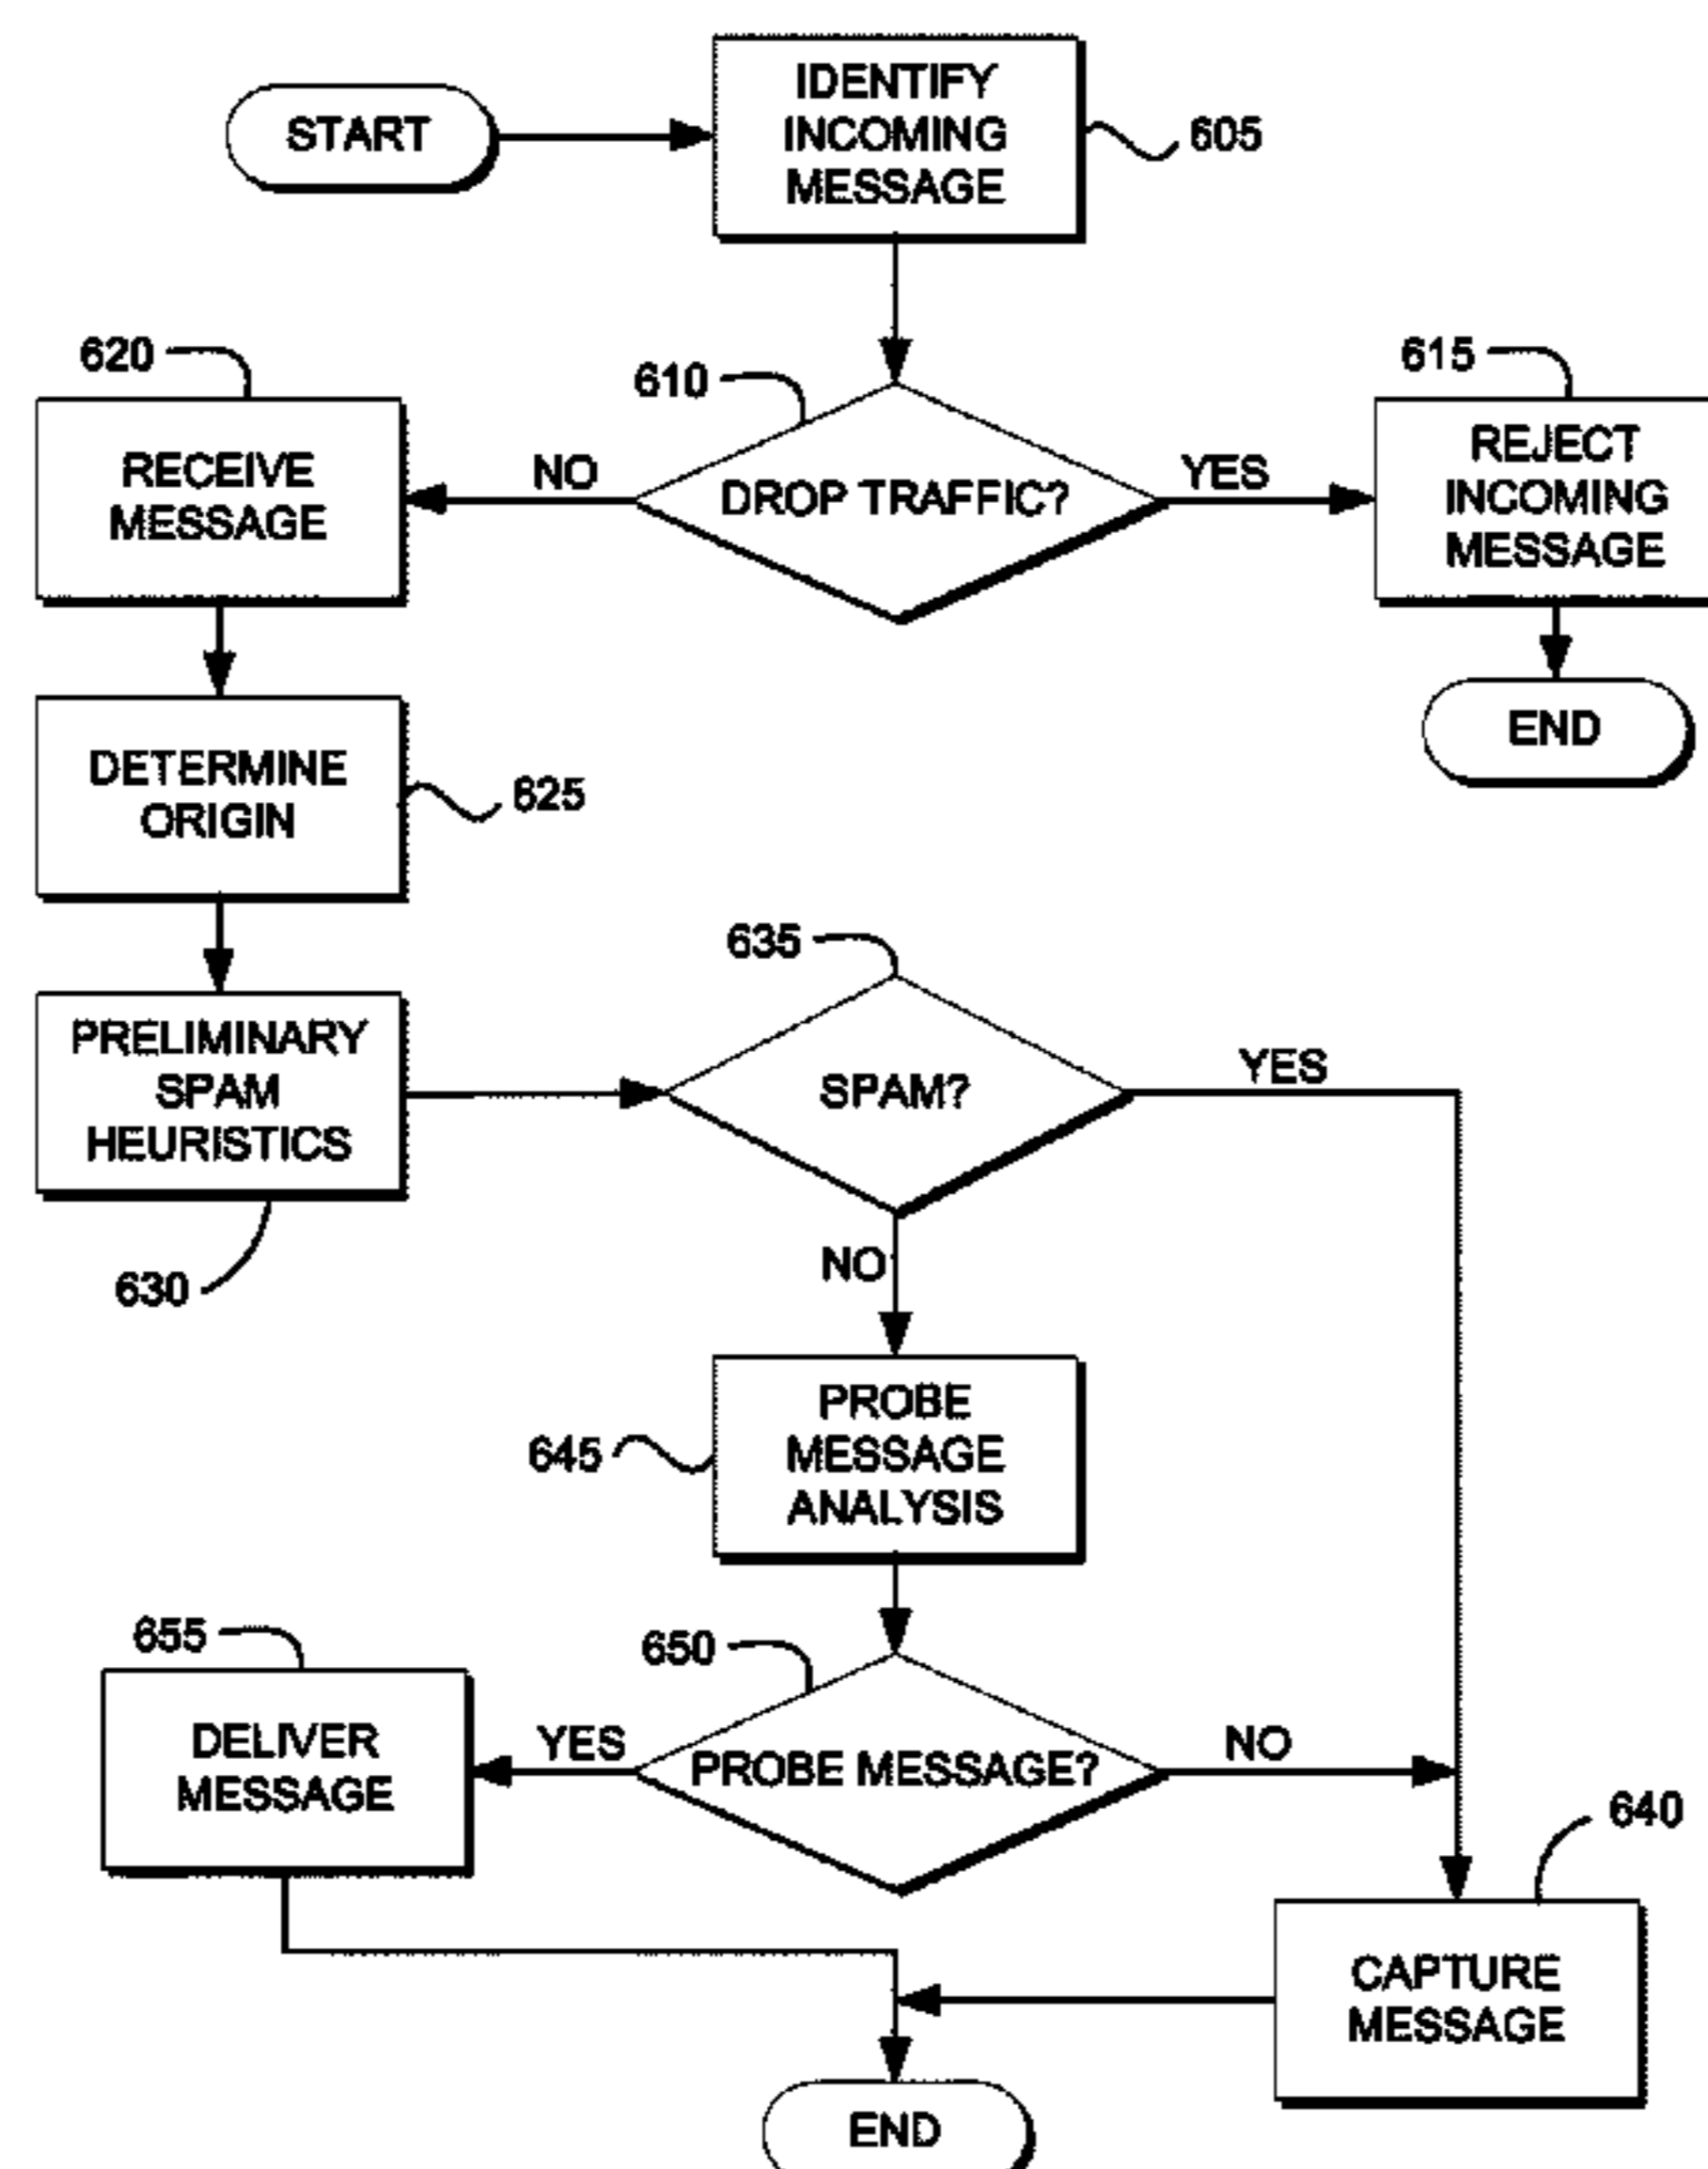 START
IDENTIFY
INCOMING
MESSAGE
605
620
610
615
RECEIVE
MESSAGE
NO
DROP TRAFFIC?
YES
REJECT
INCOMING
MESSAGE
END
DETERMINE
ORIGIN
625
635
PRELIMINARY
SPAM
HEURISTICS
SPAM?
YES
630
NO
645
PROBE
MESSAGE
ANALYSIS
655
650
DELIVER
MESSAGE
YES
PROBE MESSAGE?
NO
640
CAPTURE
MESSAGE
END